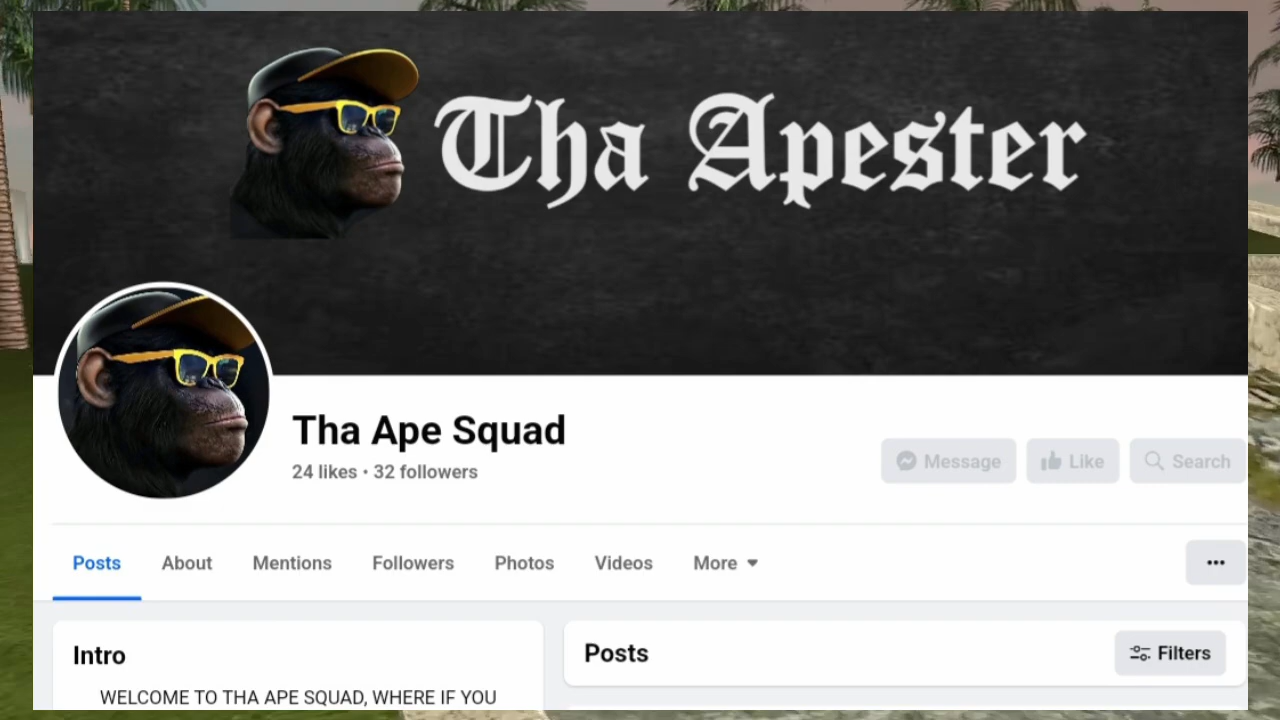 Tha Apester
Tha Ape Squad
24 likes • 32 followers
Message
Like
Search
Posts
About
Mentions
Followers
Photos
Videos
More
Intro
Posts
Filters
WELCOME TO THA APE SQUAD, WHERE IF YOU